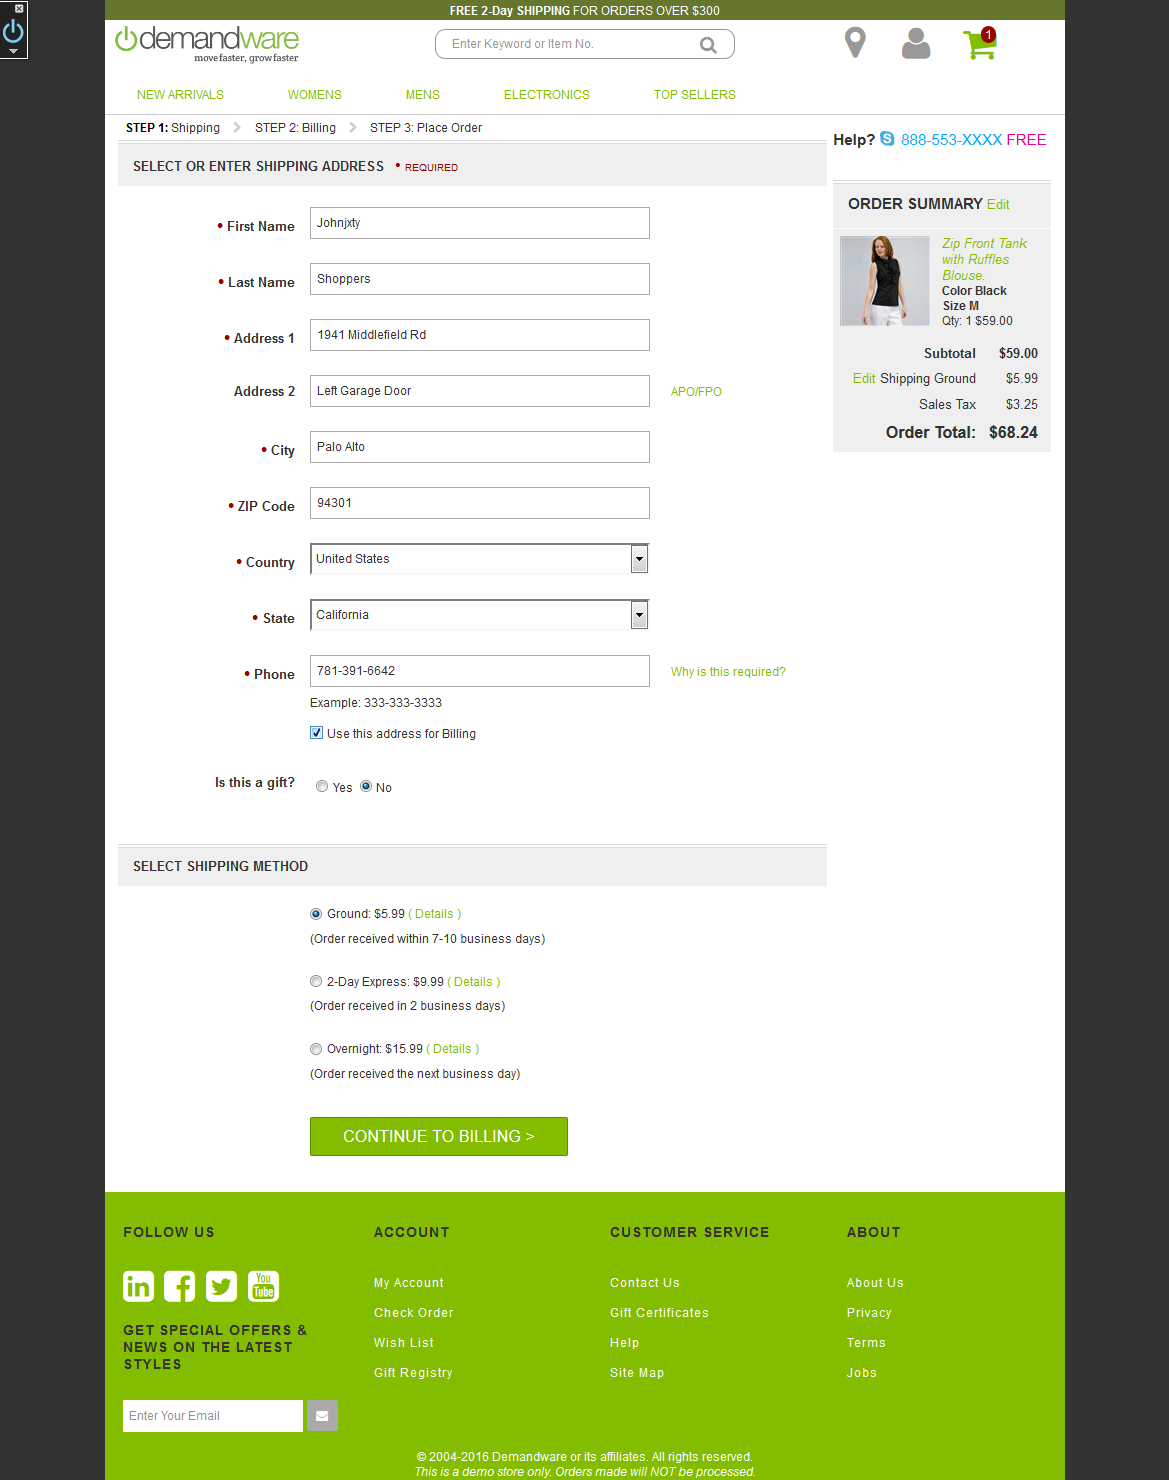 FREE 2-Day SHIPPING FOR ORDERS OVER $300
demandware
move faster, grow faster
Enter Keyword or Item No.
1
NEW ARRIVALS WOMENS MENS ELECTRONICS TOP SELLERS
STEP 1: Shipping STEP 2: Billing STEP 3: Place Order
Help? 888-553-XXXX FREE
SELECT OR ENTER SHIPPING ADDRESS • REQUIRED
• First Name Johnjxty
• Last Name Shoppers
• Address 1 1941 Middlefield Rd
Address 2 Left Garage Door APO/FPO
• City Palo Alto
• ZIP Code 94301
• Country United States
• State California
• Phone 781-391-6642 Why is this required?
Example: 333-333-3333
Use this address for Billing
Is this a gift? Yes No
ORDER SUMMARY Edit
Zip Front Tank
with Ruffles
Blouse.
Color Black
Size M
Qty: 1 $59.00
Subtotal $59.00
Edit Shipping Ground $5.99
Sales Tax $3.25
Order Total: $68.24
SELECT SHIPPING METHOD
Ground: $5.99 ( Details )
(Order received within 7-10 business days)
2-Day Express: $9.99 ( Details )
(Order received in 2 business days)
Overnight: $15.99 ( Details )
(Order received the next business day)
CONTINUE TO BILLING >
FOLLOW US
in f You Tube
GET SPECIAL OFFERS &
NEWS ON THE LATEST
STYLES
Enter Your Email
ACCOUNT
My Account
Check Order
Wish List
Gift Registry
CUSTOMER SERVICE
Contact Us
Gift Certificates
Help
Site Map
ABOUT
About Us
Privacy
Terms
Jobs
© 2004-2016 Demandware or its affiliates. All rights reserved.
This is a demo store only. Orders made will NOT be processed.